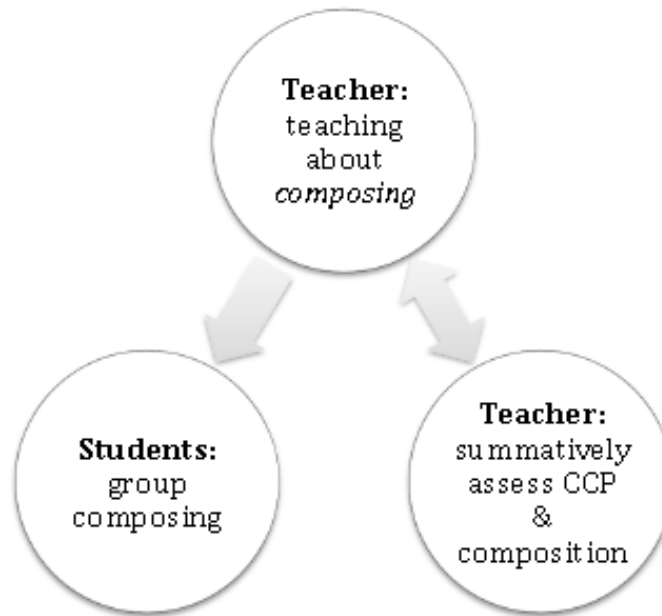 Teacher:
teaching
about
composing
Students:
group
composing
Teacher:
summatively
assess CCP
&
composition